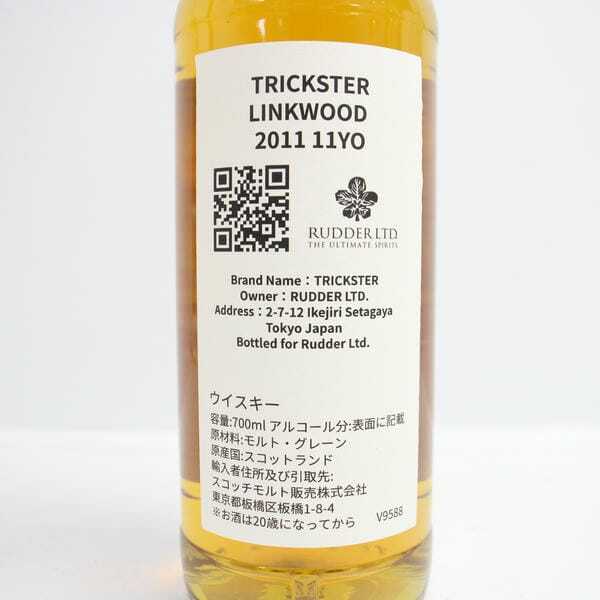 TRICKSTER
LINKWOOD
2011 11YO
RUDDER LTD.
THE ULTIMATE SPIRITS
Brand Name：TRICKSTER
Owner：RUDDER LTD.
Address：2-7-12 Ikejiri Setagaya
Tokyo Japan
Bottled for Rudder Ltd.
ウイスキー
容量:700ml アルコール分:表面に記載
原材料:モルト・グレーン
原産国:スコットランド
輸入者住所及び引取先:
スコッチモルト販売株式会社
東京都板橋区板橋1-8-4
※お酒は20歳になってから V9588